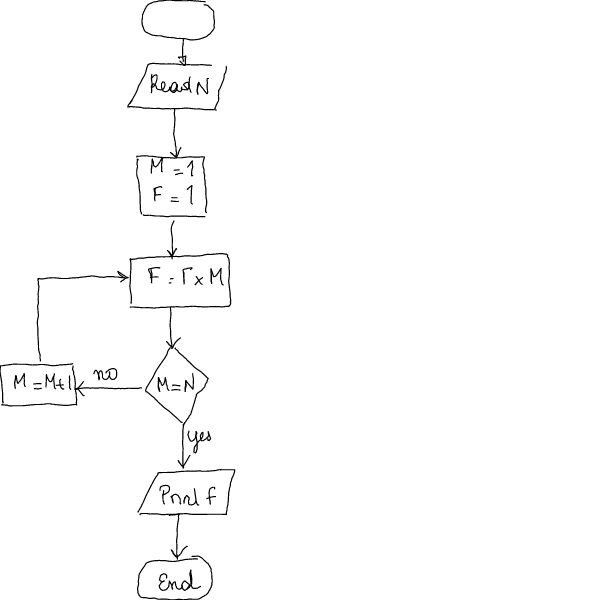 Read N
M = 1
F = 1
F = F x M
M = N
no
M = M+1
yes
Print F
End